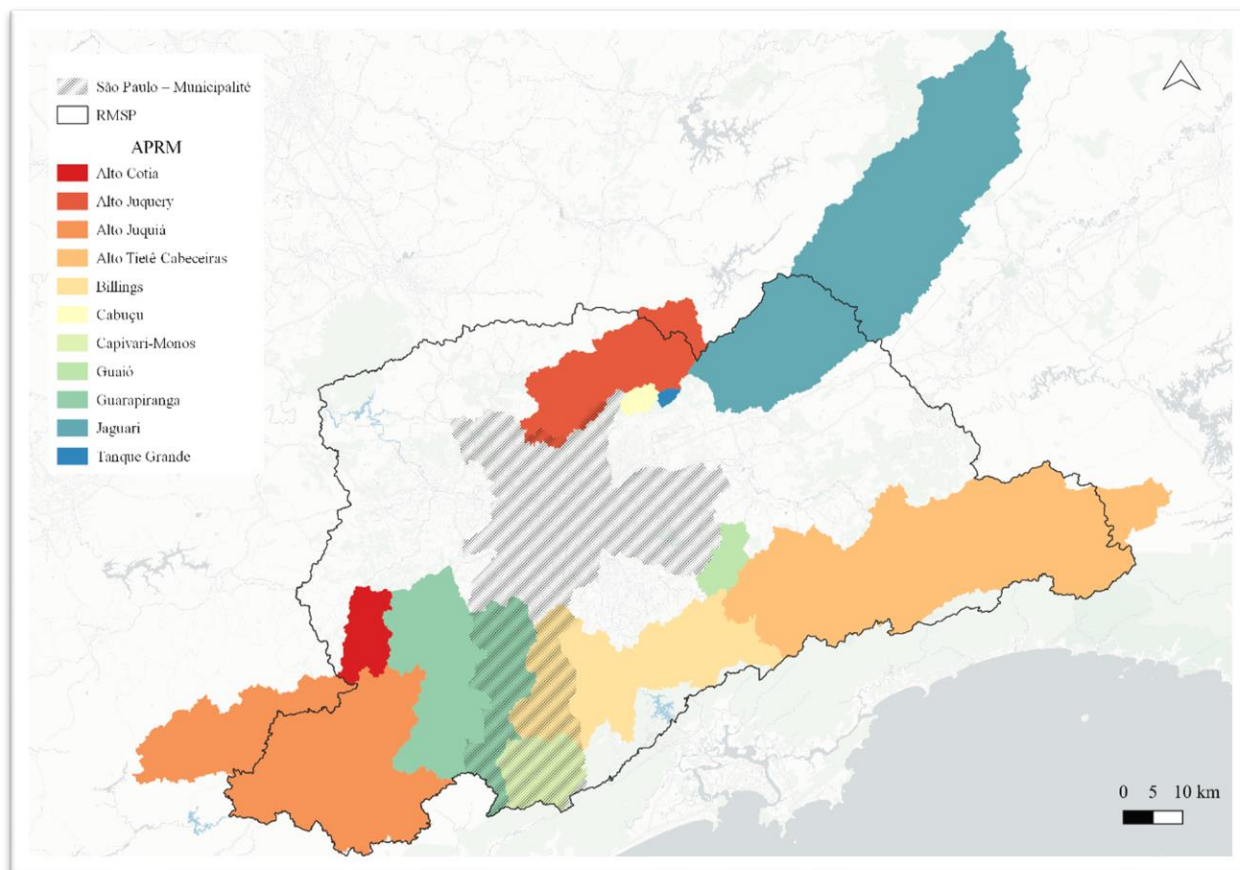 São Paulo – Municipalité
RMSP
APRM
Alto Cotia
Alto Juquery
Alto Juquiá
Alto Tietê Cabeceiras
Billings
Cabuçu
Capivari-Monos
Guaió
Guarapiranga
Jaguari
Tanque Grande
0 5 10 km